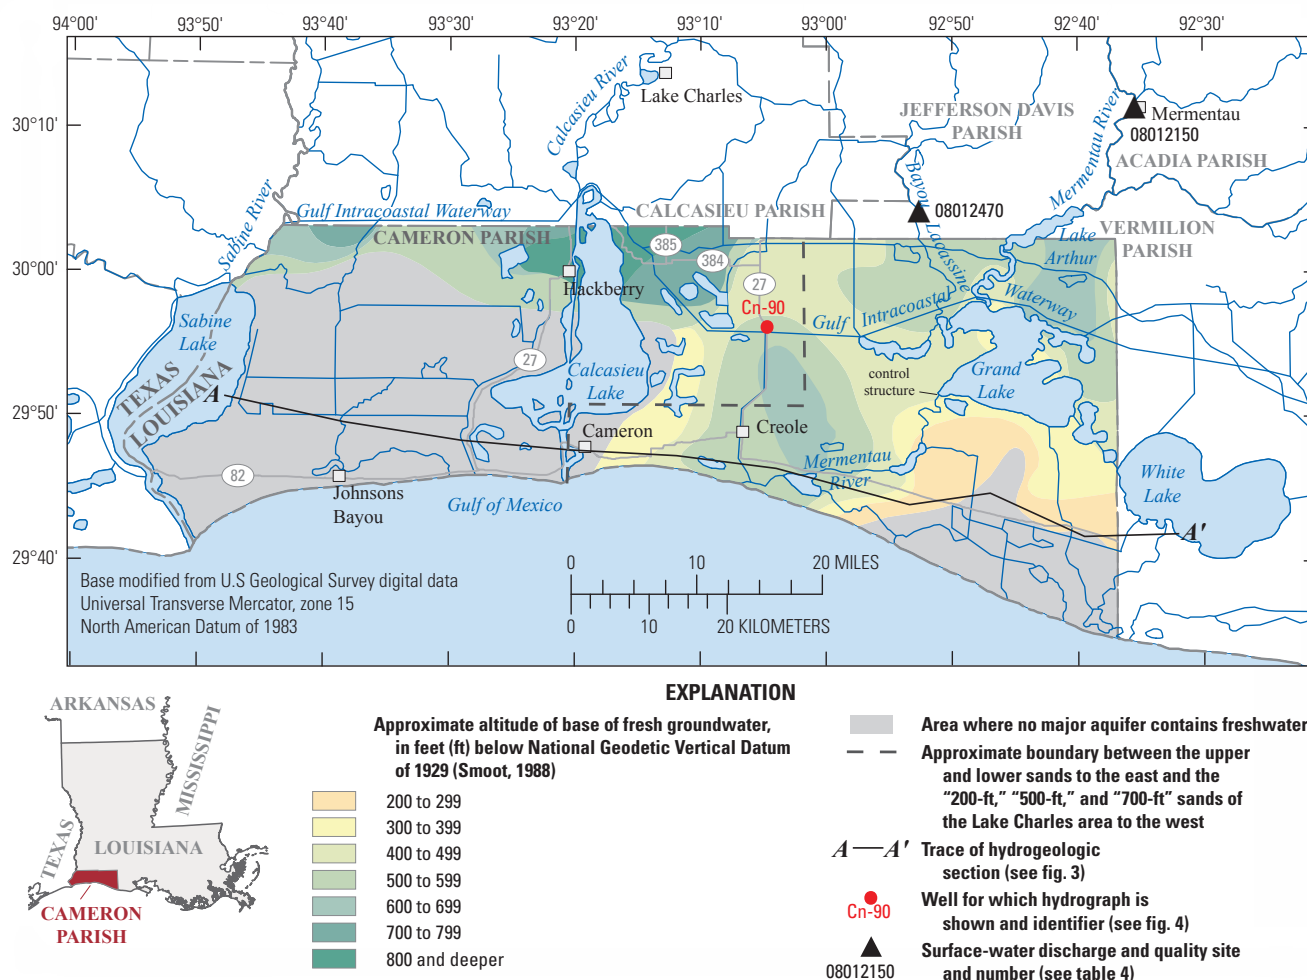 94°00' 93°50' 93°40' 93°30' 93°20' 93°10' 93°00' 92°50' 92°40' 92°30'
30°10'
30°00'
29°50'
29°40'
Calcasieu River
Lake Charles
JEFFERSON DAVIS
PARISH
Mermentau River
Mermentau
08012150
ACADIA PARISH
Sabine River
Gulf Intracoastal Waterway
CALCASIEU PARISH
Bayou Lacassine
08012470
VERMILION
PARISH
CAMERON PARISH
385
384
Lake
Arthur
Hackberry
27
Cn-90
Gulf Intracoastal Waterway
Sabine
Lake
27
TEXAS
LOUISIANA
A
Calcasieu
Lake
control
structure
Grand
Lake
Cameron
Creole
Mermentau
River
White
Lake
82
Johnsons
Bayou
Gulf of Mexico
A'
0 10 20 MILES
0 10 20 KILOMETERS
Base modified from U.S Geological Survey digital data
Universal Transverse Mercator, zone 15
North American Datum of 1983
ARKANSAS
MISSISSIPPI
TEXAS
LOUISIANA
CAMERON
PARISH
EXPLANATION
Approximate altitude of base of fresh groundwater,
in feet (ft) below National Geodetic Vertical Datum
of 1929 (Smoot, 1988)
200 to 299
300 to 399
400 to 499
500 to 599
600 to 699
700 to 799
800 and deeper
Area where no major aquifer contains freshwater
Approximate boundary between the upper
and lower sands to the east and the
“200-ft,” “500-ft,” and “700-ft” sands of
the Lake Charles area to the west
A A' Trace of hydrogeologic
section (see fig. 3)
Cn-90
Well for which hydrograph is
shown and identifier (see fig. 4)
08012150
Surface-water discharge and quality site
and number (see table 4)